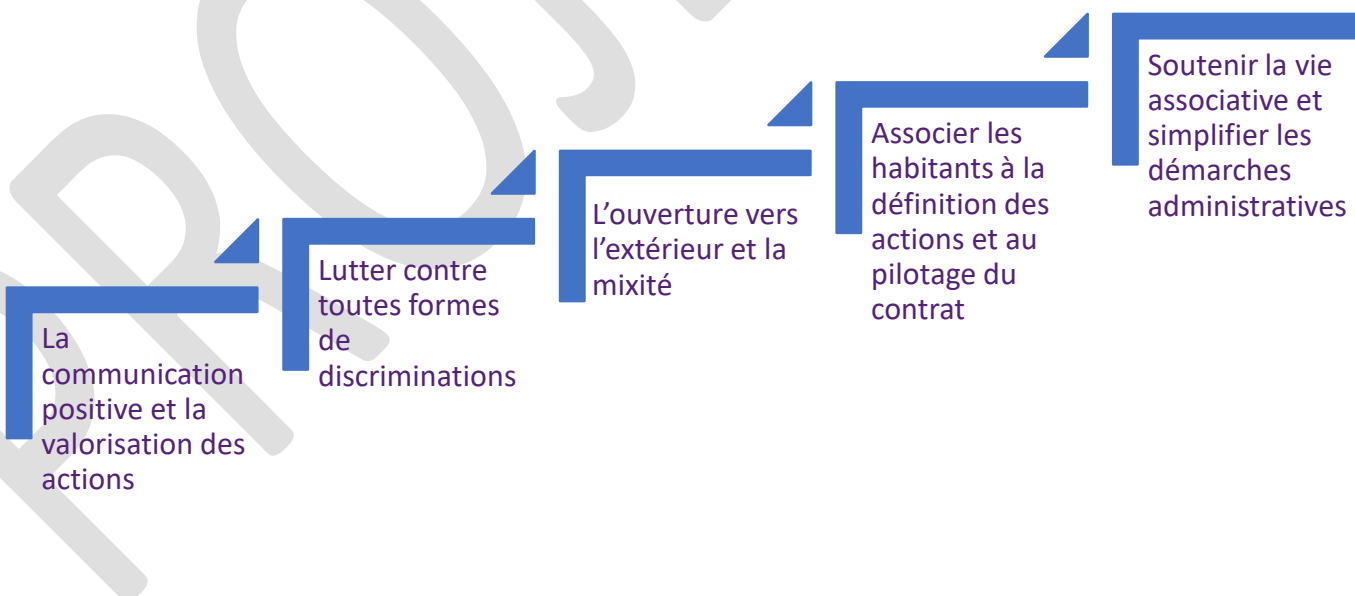 La
communication
positive et la
valorisation des
actions
Lutter contre
toutes formes
de
discriminations
L’ouverture vers
l’extérieur et la
mixité
Associer les
habitants à la
définition des
actions et au
pilotage du
contrat
Soutenir la vie
associative et
simplifier les
démarches
administratives